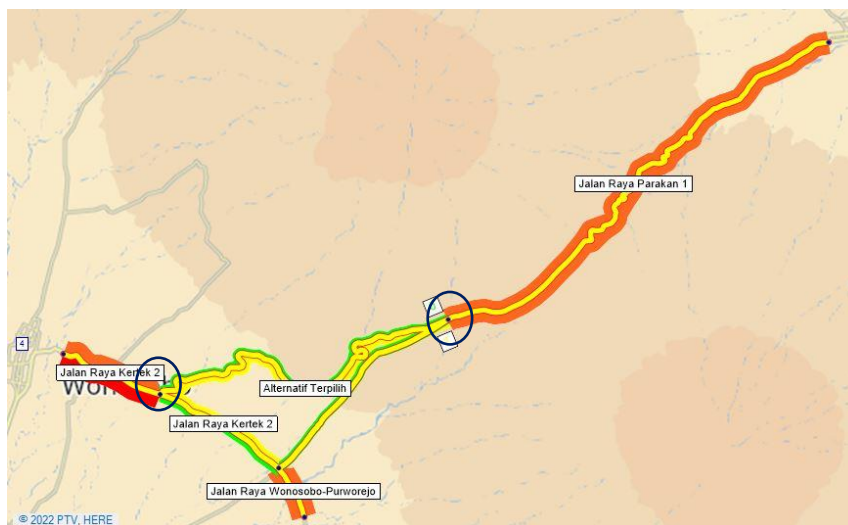 Jalan Raya Parakan 1
4
Jalan Raya Kertek 2
Alternatif Terpilih
Jalan Raya Kertek 2
Jalan Raya Wonosobo-Purworejo
© 2022 PTV, HERE